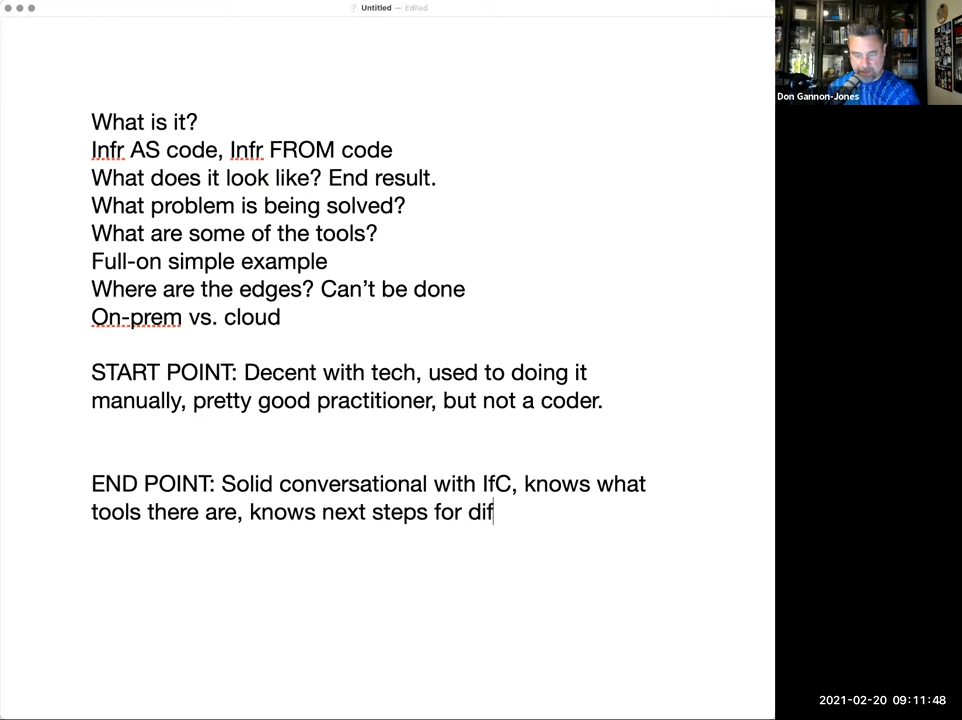 Untitled — Edited
What is it?
Infr AS code, Infr FROM code
What does it look like? End result.
What problem is being solved?
What are some of the tools?
Full-on simple example
Where are the edges? Can't be done
On-prem vs. cloud
START POINT: Decent with tech, used to doing it
manually, pretty good practitioner, but not a coder.
END POINT: Solid conversational with IfC, knows what
tools there are, knows next steps for dif
Don Gannon-Jones
2021-02-20 09:11:48